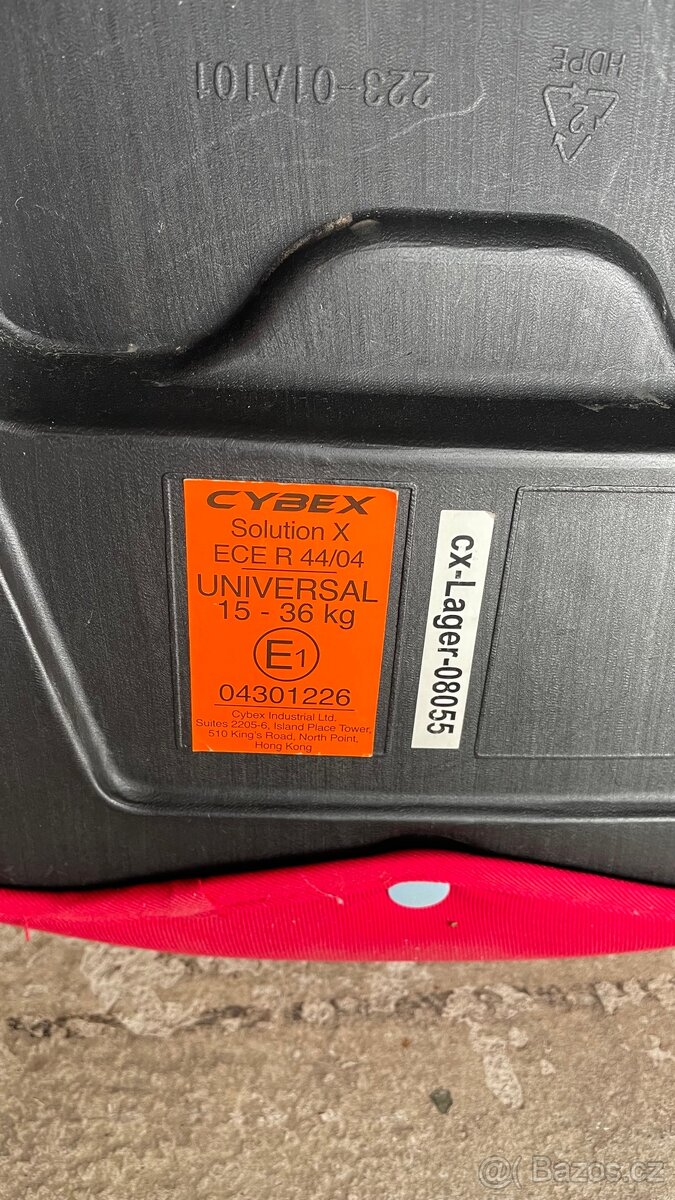 HDPE
2
223-01A101
CYBEX
Solution X
ECE R 44/04
UNIVERSAL
15 - 36 kg
E1
04301226
Cybex Industrial Ltd.
Suites 2205-6, Island Place Tower,
510 King's Road, North Point,
Hong Kong
cx-Lager-08055
@ Bazos.cz